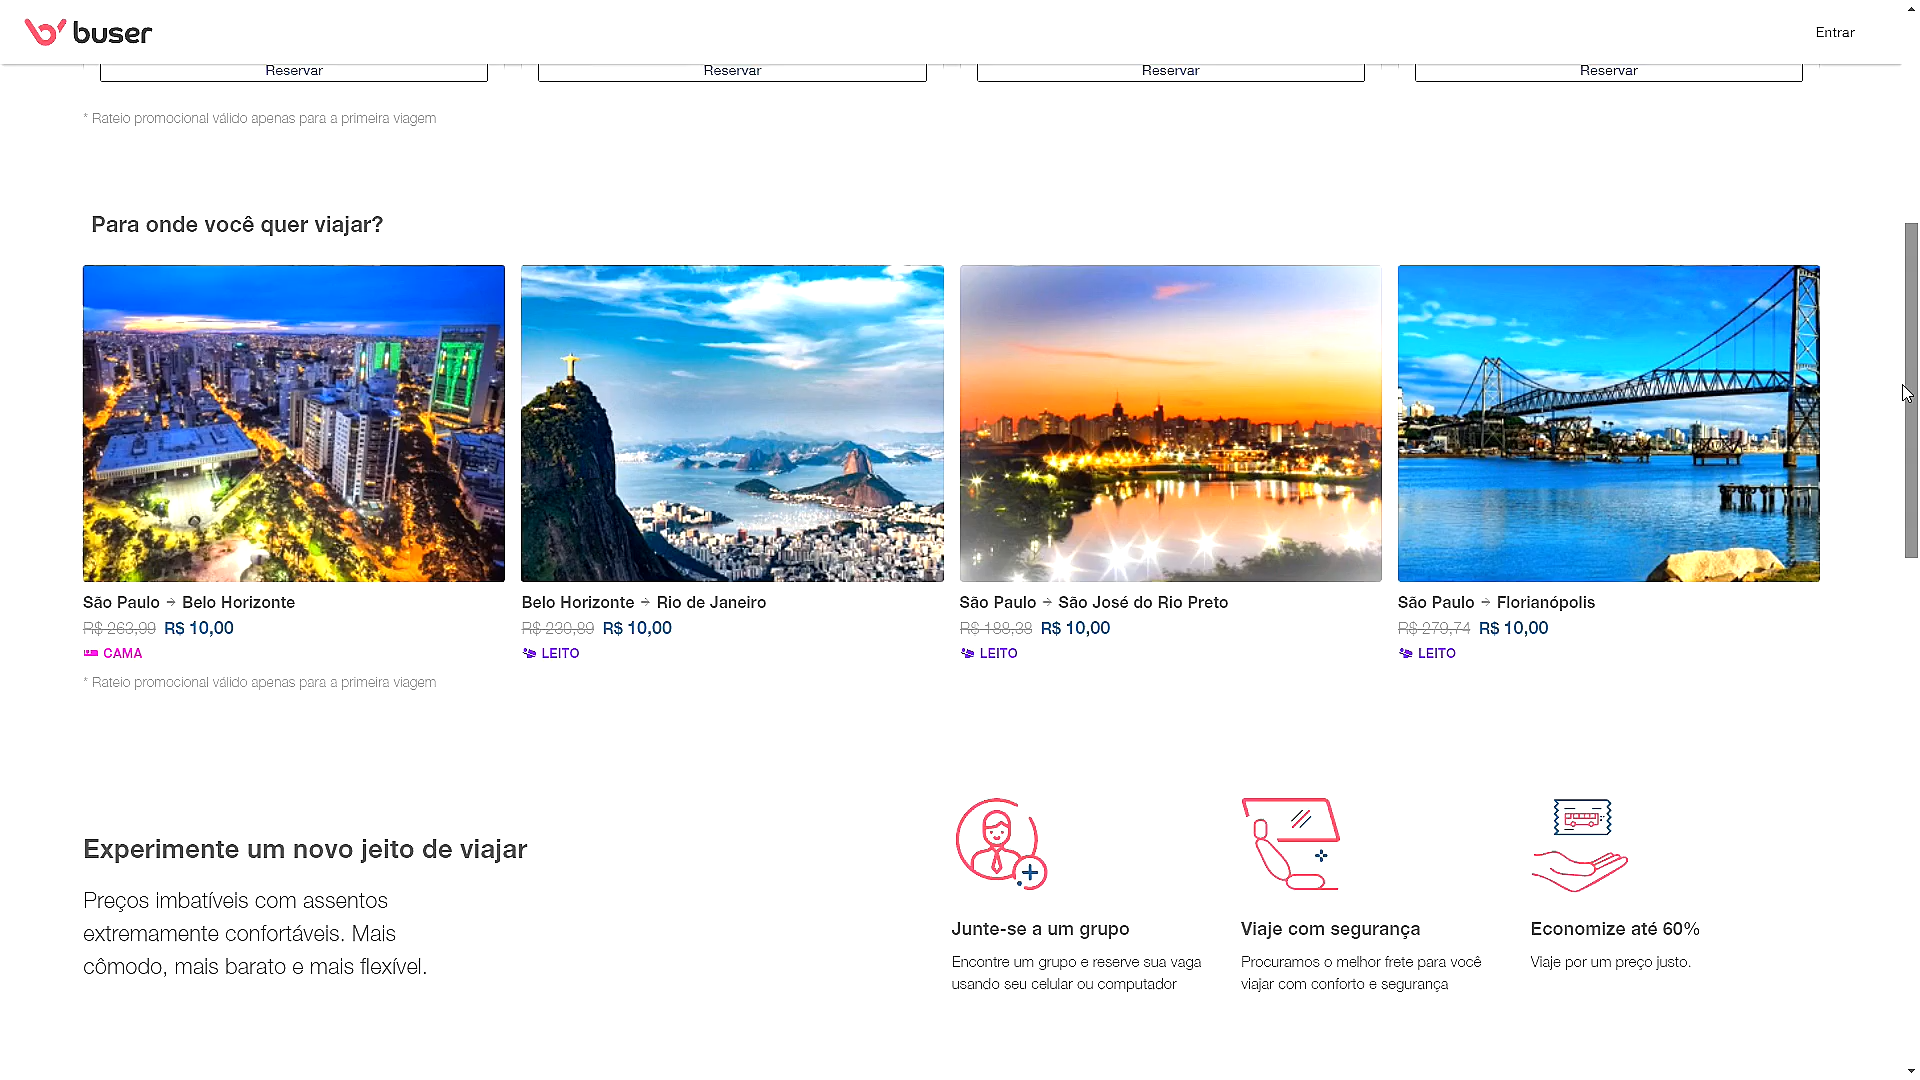 buser
Entrar
Reservar
Reservar
Reservar
Reservar
* Rateio promocional válido apenas para a primeira viagem
Para onde você quer viajar?
São Paulo → Belo Horizonte
R$ 263,99 R$ 10,00
CAMA
Belo Horizonte → Rio de Janeiro
R$ 230,89 R$ 10,00
LEITO
São Paulo → São José do Rio Preto
R$ 188,38 R$ 10,00
LEITO
São Paulo → Florianópolis
R$ 279,74 R$ 10,00
LEITO
* Rateio promocional válido apenas para a primeira viagem
Experimente um novo jeito de viajar
Preços imbatíveis com assentos
extremamente confortáveis. Mais
cômodo, mais barato e mais flexível.
Junte-se a um grupo
Encontre um grupo e reserve sua vaga
usando seu celular ou computador
Viaje com segurança
Procuramos o melhor frete para você
viajar com conforto e segurança
Economize até 60%
Viaje por um preço justo.